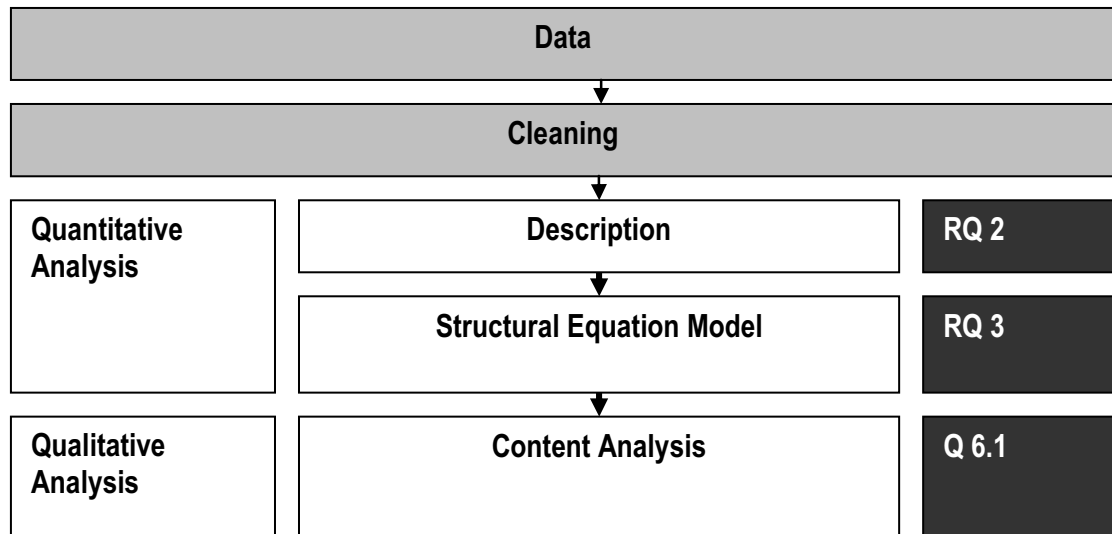 Data
Cleaning
Quantitative
Analysis
Description
RQ 2
Structural Equation Model
RQ 3
Qualitative
Analysis
Content Analysis
Q 6.1